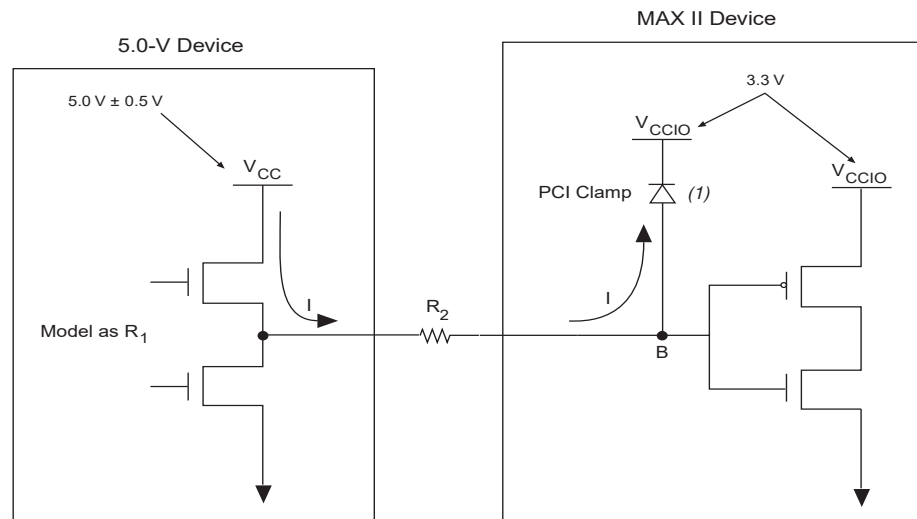 MAX II Device
5.0-V Device
5.0 V ± 0.5 V
3.3 V
VCCIO
VCC
VCCIO
PCI Clamp (1)
I
I
R2
Model as R1
B